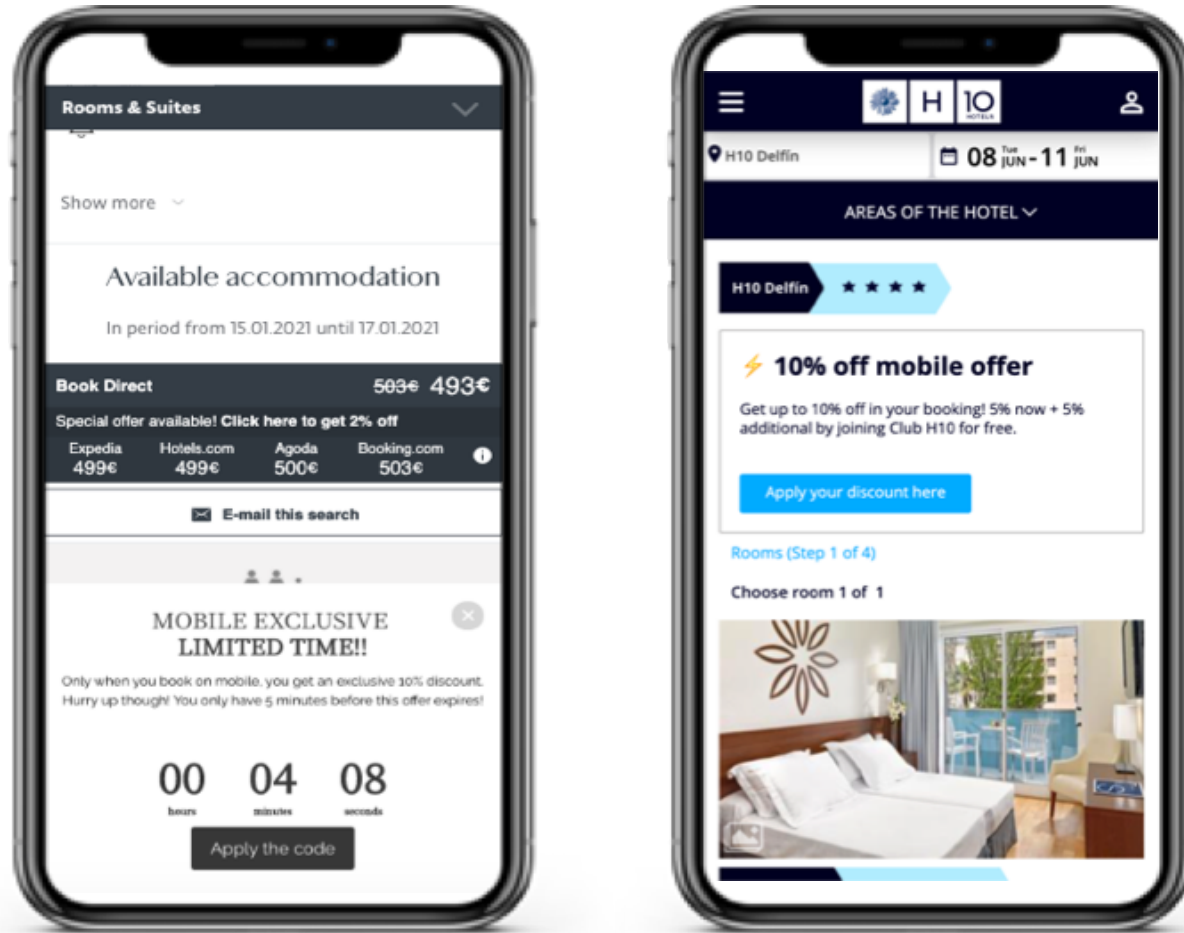 Rooms & Suites
Show more
Available accommodation
In period from 15.01.2021 until 17.01.2021
Book Direct 503€ 493€
Special offer available! Click here to get 2% off
Expedia Hotels.com Agoda Booking.com
499€ 499€ 500€ 503€
E-mail this search
MOBILE EXCLUSIVE
LIMITED TIME!!
Only when you book on mobile, you get an exclusive 10% discount.
Hurry up though! You only have 5 minutes before this offer expires!
00 04 08
hours minutes seconds
Apply the code
H 10
HOTELS
H10 Delfín
08 Tue JUN - 11 Fri JUN
AREAS OF THE HOTEL
H10 Delfín
10% off mobile offer
Get up to 10% off in your booking! 5% now + 5%
additional by joining Club H10 for free.
Apply your discount here
Rooms (Step 1 of 4)
Choose room 1 of 1